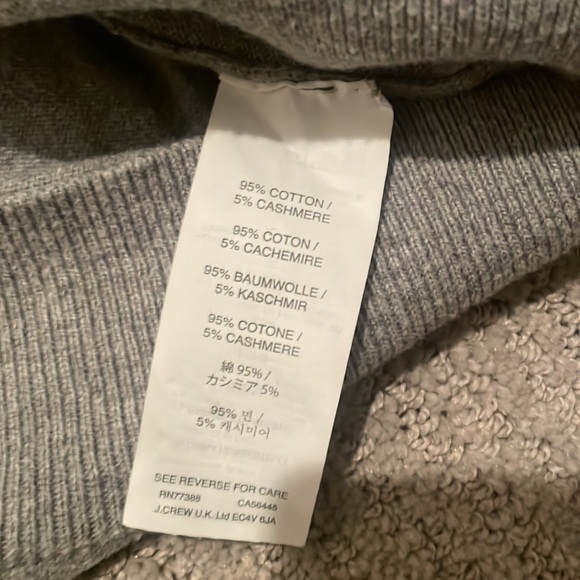 95% COTTON /
5% CASHMERE
95% COTON /
5% CACHEMIRE
95% BAUMWOLLE /
5% KASCHMIR
95% COTONE /
5% CASHMERE
綿 95% /
カシミア 5%
95% 면 /
5% 캐시미어
SEE REVERSE FOR CARE
RN77388 CA56445
J.CREW U.K. Ltd EC4V 6JA